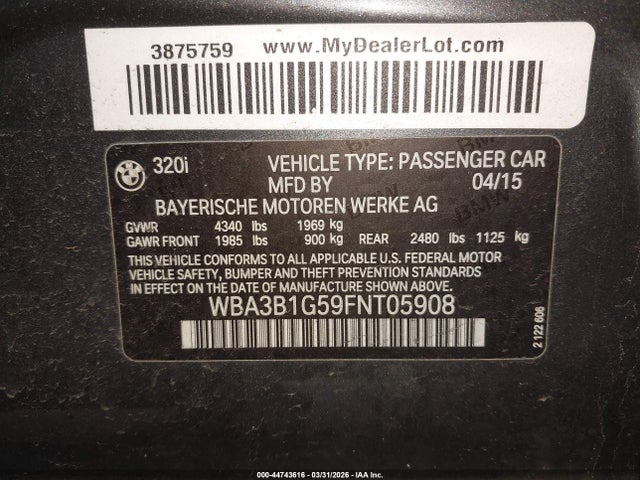 3875759 www.MyDealerLot.com
BMW 320i VEHICLE TYPE: PASSENGER CAR
MFD BY 04/15
BAYERISCHE MOTOREN WERKE AG
GVWR 4340 lbs 1969 kg
GAWR FRONT 1985 lbs 900 kg REAR 2480 lbs 1125 kg
THIS VEHICLE CONFORMS TO ALL APPLICABLE U.S. FEDERAL MOTOR
VEHICLE SAFETY, BUMPER AND THEFT PREVENTION STANDARDS
IN EFFECT ON THE DATE OF MANUFACTURE SHOWN ABOVE.
WBA3B1G59FNT05908
2 122 606
000-44743616 - 03/31/2026 - IAA Inc.